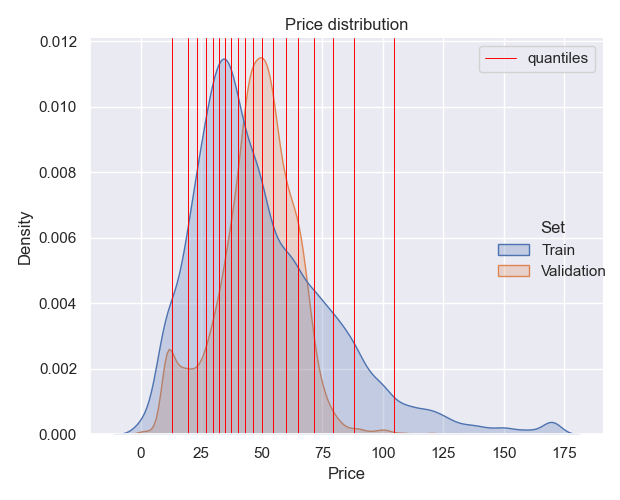 Price distribution
0.012
0.010
0.008
0.006
0.004
0.002
0.000
Density
quantiles
Set
Train
Validation
0 25 50 75 100 125 150 175
Price